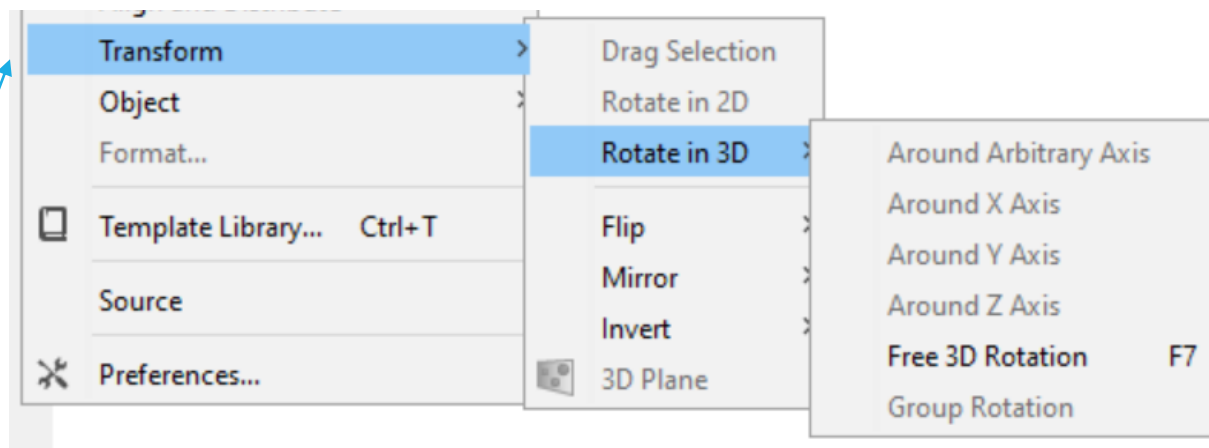 Transform
Object
Format...
Template Library... Ctrl+T
Source
Preferences...
Drag Selection
Rotate in 2D
Rotate in 3D
Flip
Mirror
Invert
3D Plane
Around Arbitrary Axis
Around X Axis
Around Y Axis
Around Z Axis
Free 3D Rotation F7
Group Rotation